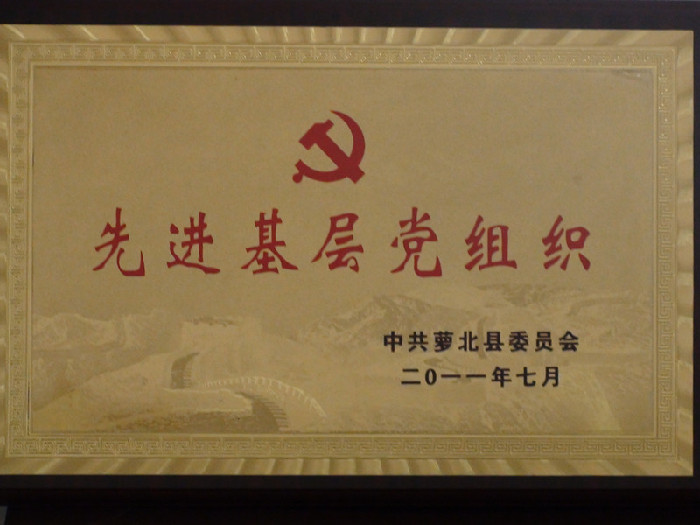 先进基层党组织
中共萝北县委员会
二0一一年七月